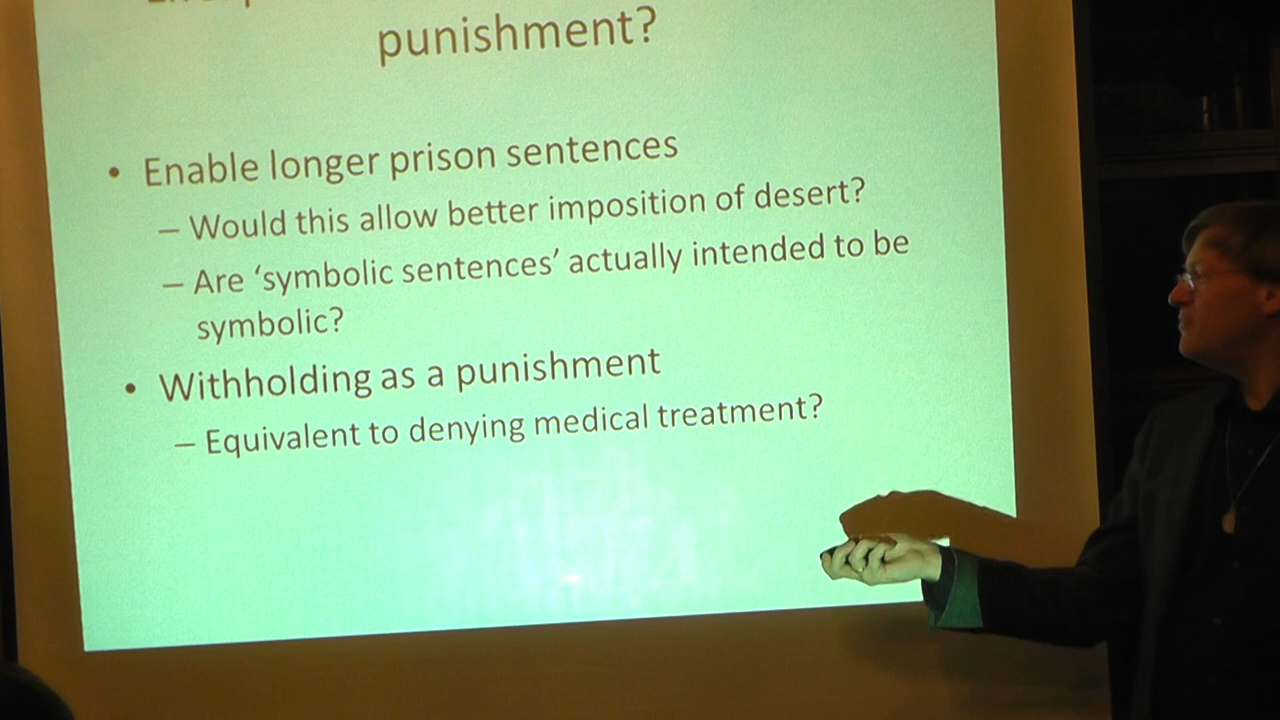 punishment?
• Enable longer prison sentences
– Would this allow better imposition of desert?
– Are ‘symbolic sentences’ actually intended to be
symbolic?
• Withholding as a punishment
– Equivalent to denying medical treatment?